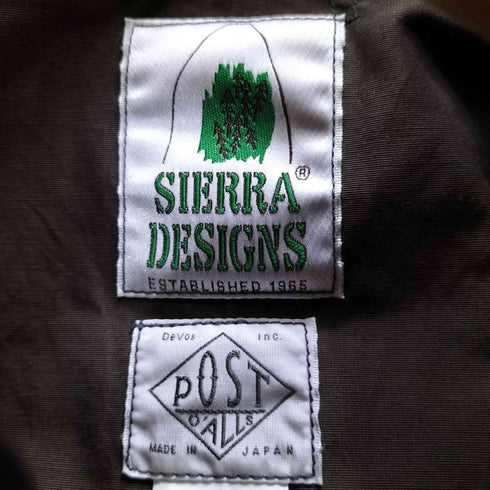 SIERRA®
DESIGNS
ESTABLISHED 1965
DeVos Inc.
POST
O'ALLS
MADE IN JAPAN